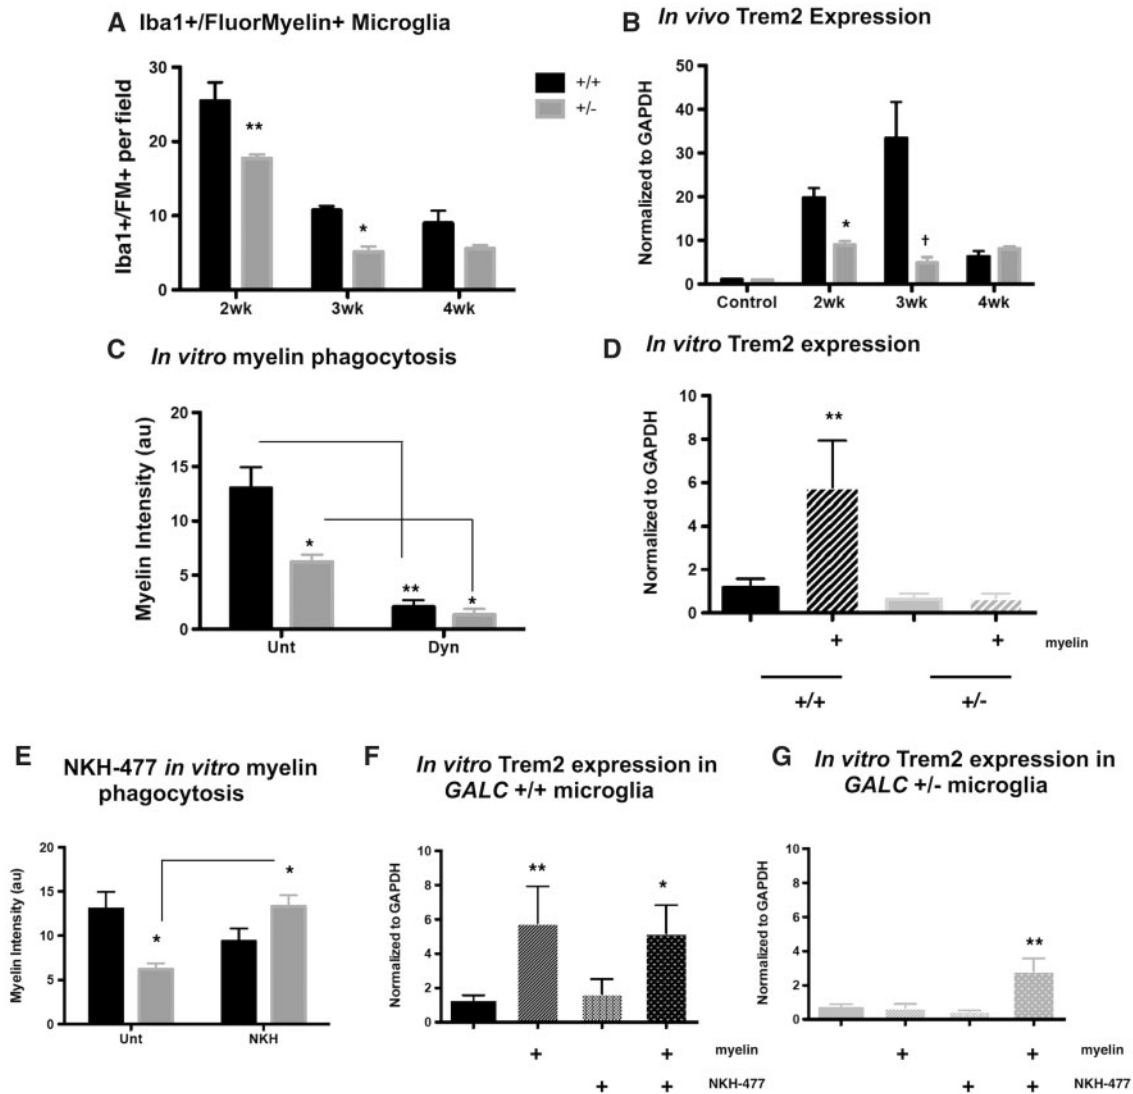 A Iba1+/FluorMyelin+ Microglia
Iba1+/FM+ per field
30
20
10
0
** * 
2wk 3wk 4wk
+/+
+/-
B In vivo Trem2 Expression
Normalized to GAPDH
50
40
30
20
10
0
* †
Control 2wk 3wk 4wk
C In vitro myelin phagocytosis
Myelin Intensity (au)
20
15
10
5
0
* ** *
Unt Dyn
D In vitro Trem2 expression
Normalized to GAPDH
10
8
6
4
2
0
**
+ + myelin
+/+ +/-
E NKH-477 in vitro myelin
phagocytosis
Myelin Intensity (au)
20
15
10
5
0
* *
Unt NKH
F In vitro Trem2 expression in
GALC +/+ microglia
Normalized to GAPDH
10
8
6
4
2
0
** *
+ + myelin
+ + NKH-477
G In vitro Trem2 expression in
GALC +/- microglia
Normalized to GAPDH
10
8
6
4
2
0
**
+ + myelin
+ + NKH-477